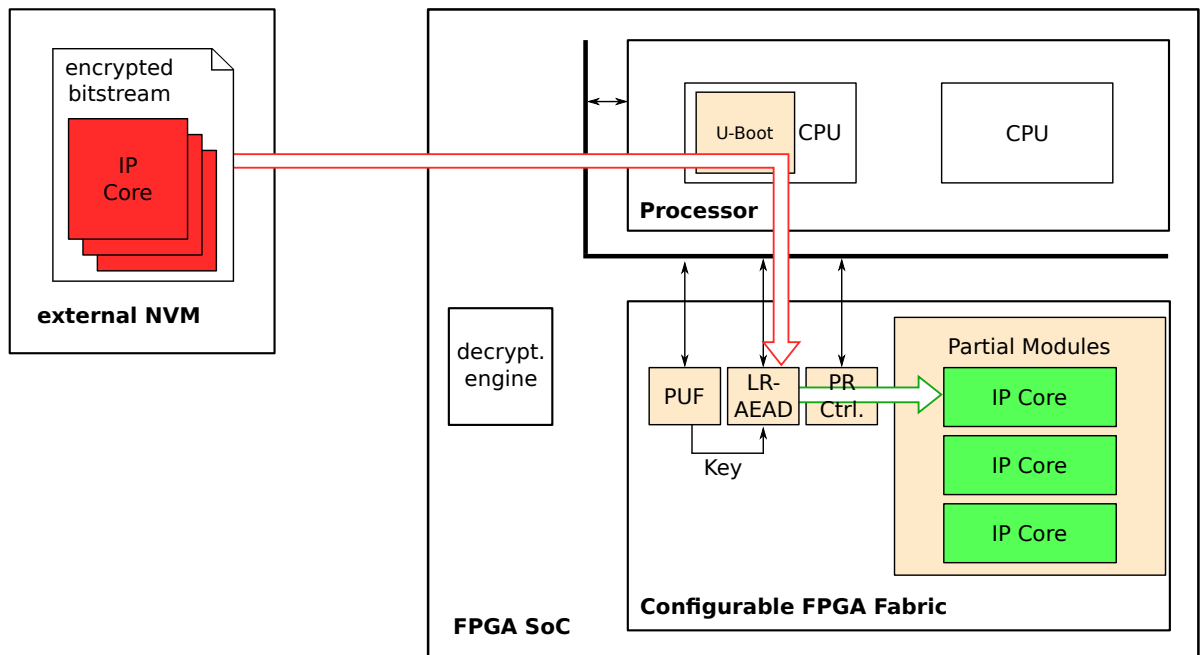 encrypted
bitstream
IP
Core
external NVM
U-Boot
CPU
CPU
Processor
decrypt.
engine
PUF
LR-
AEAD
PR
Ctrl.
Key
Partial Modules
IP Core
IP Core
IP Core
Configurable FPGA Fabric
FPGA SoC